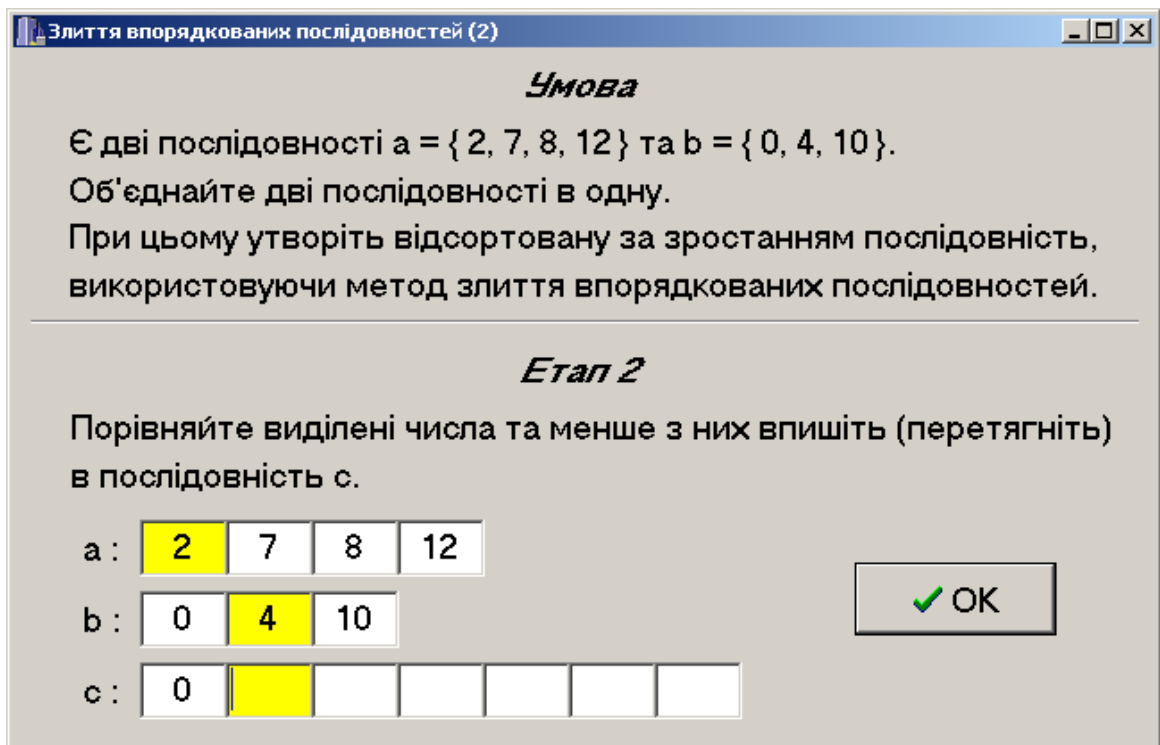 Злиття впорядкованих послідовностей (2)
Умова
Є дві послідовності a = { 2, 7, 8, 12 } та b = { 0, 4, 10 }.
Об'єднайте дві послідовності в одну.
При цьому утворіть відсортовану за зростанням послідовність,
використовуючи метод злиття впорядкованих послідовностей.
Етап 2
Порівняйте виділені числа та менше з них впишіть (перетягніть)
в послідовність c.
a : 2 7 8 12
b : 0 4 10
OK
c : 0